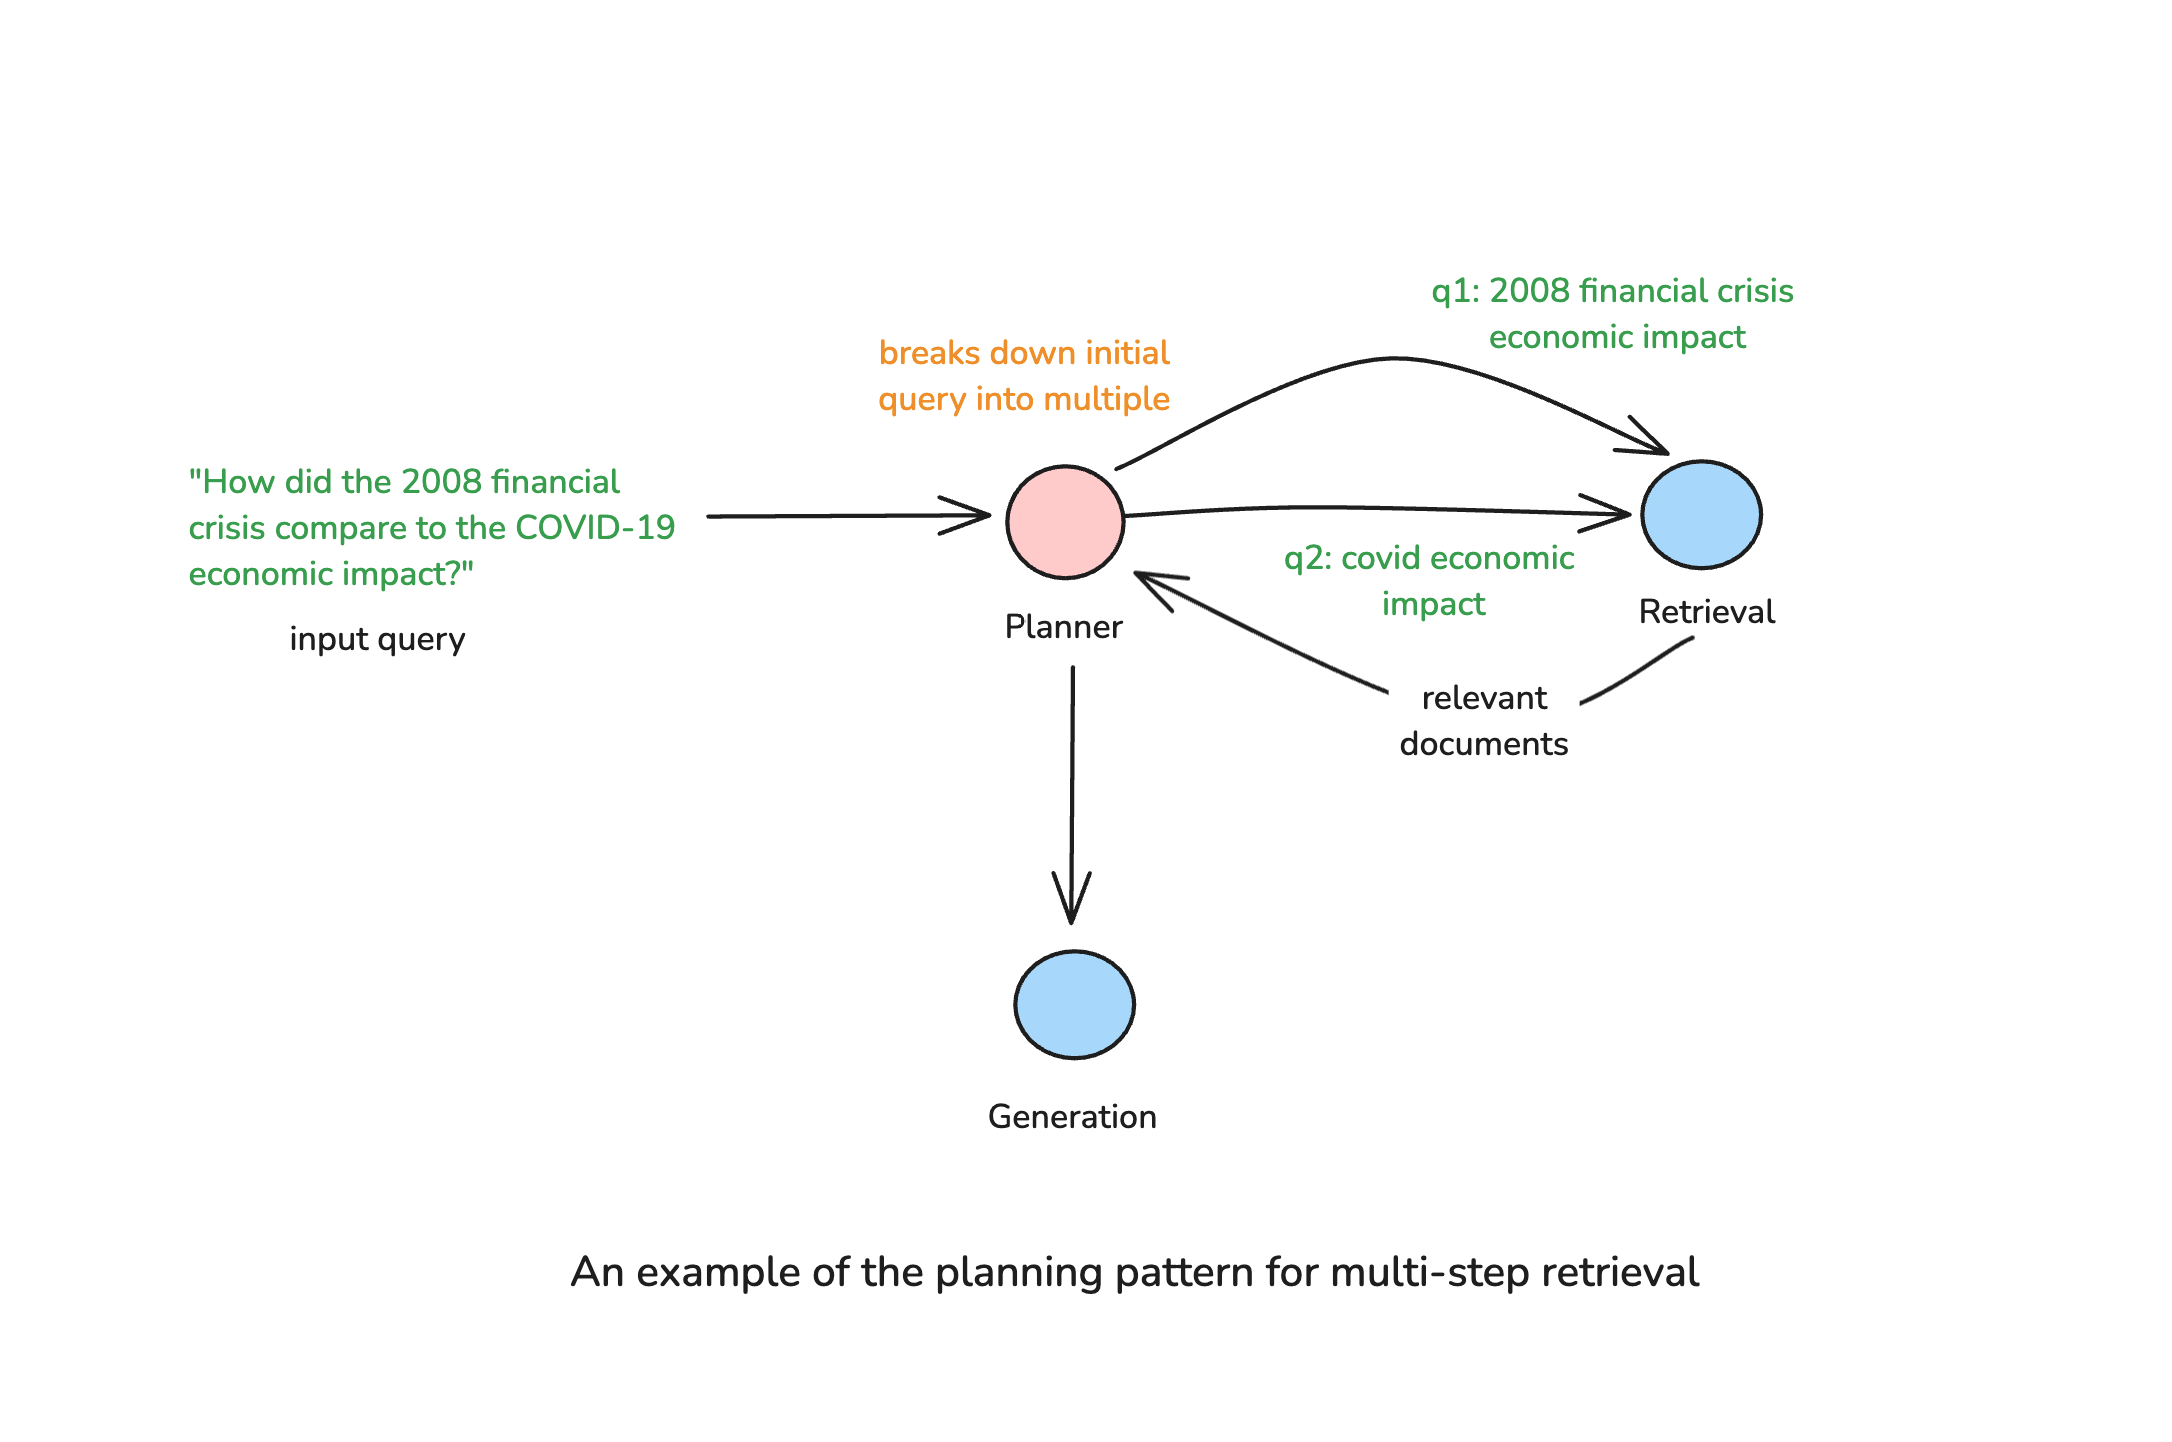 q1: 2008 financial crisis
economic impact
breaks down initial
query into multiple
"How did the 2008 financial
crisis compare to the COVID-19
economic impact?"
input query
Planner
q2: covid economic
impact
Retrieval
relevant
documents
Generation
An example of the planning pattern for multi-step retrieval